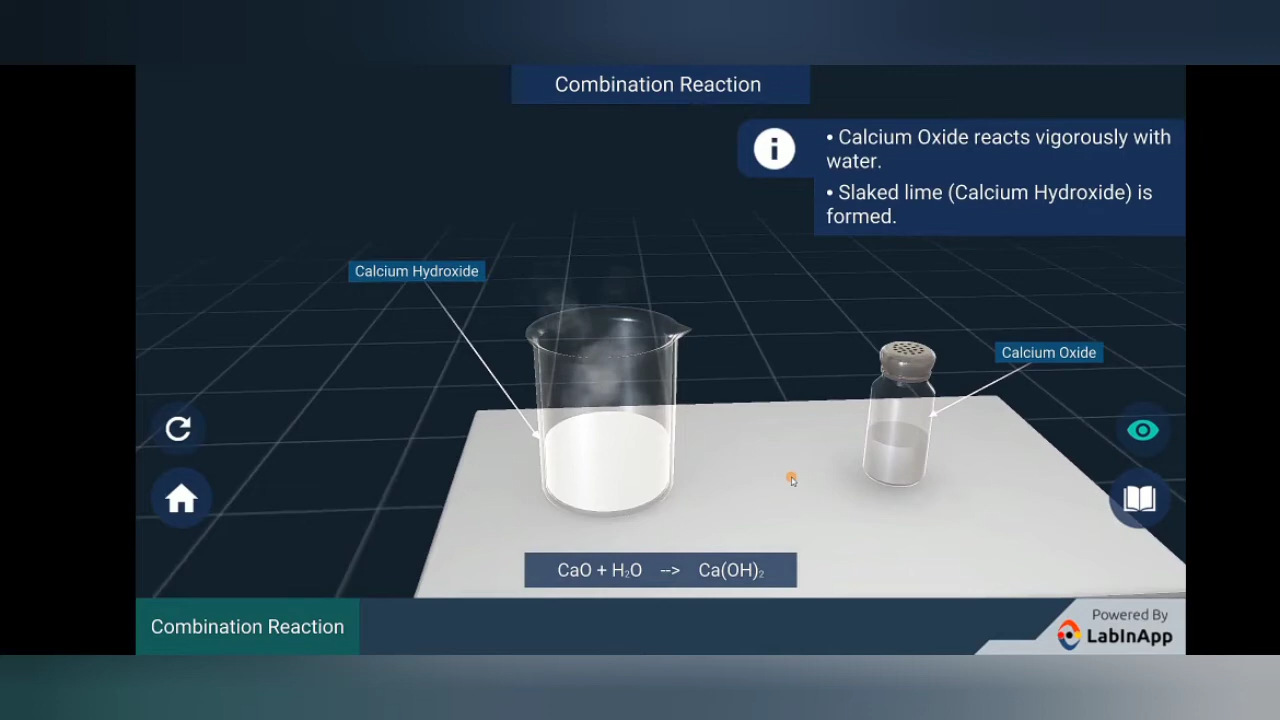 Combination Reaction
• Calcium Oxide reacts vigorously with
water.
• Slaked lime (Calcium Hydroxide) is
formed.
Calcium Hydroxide
Calcium Oxide
CaO + H₂O --> Ca(OH)₂
Combination Reaction
Powered By
LabInApp